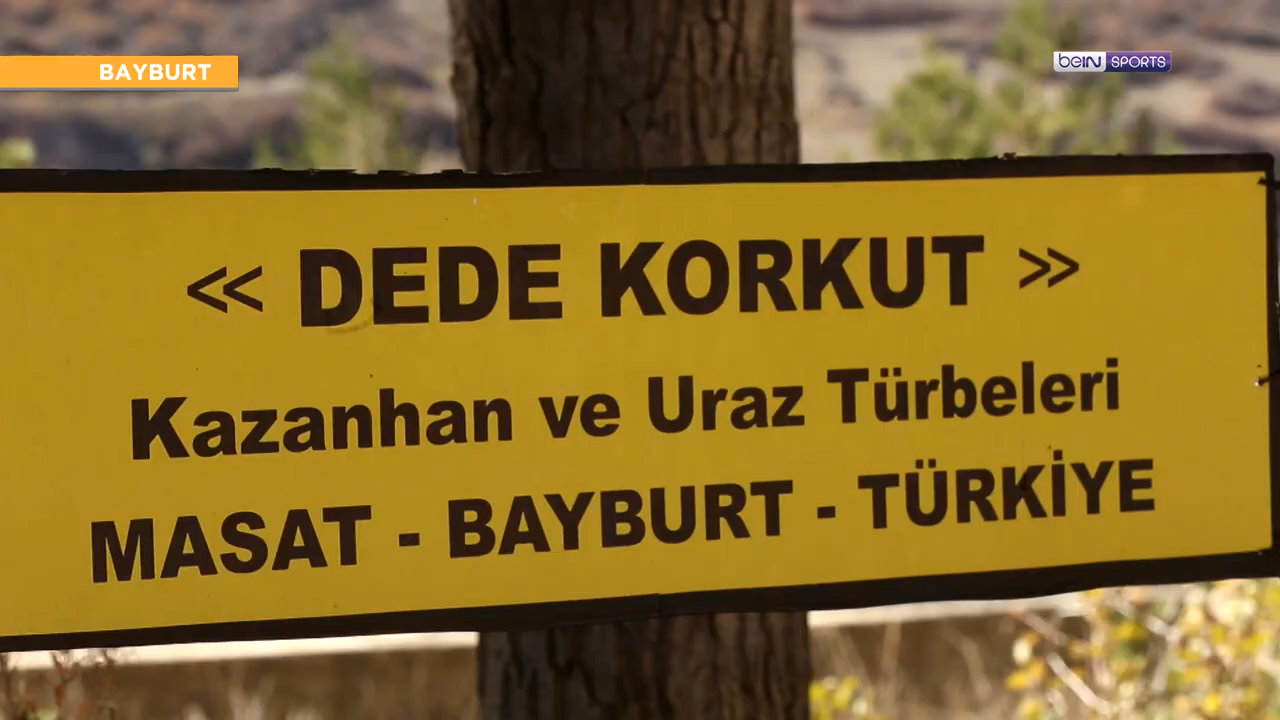 BAYBURT
beIN SPORTS
« DEDE KORKUT »
Kazanhan ve Uraz Türbeleri
MASAT - BAYBURT - TÜRKİYE